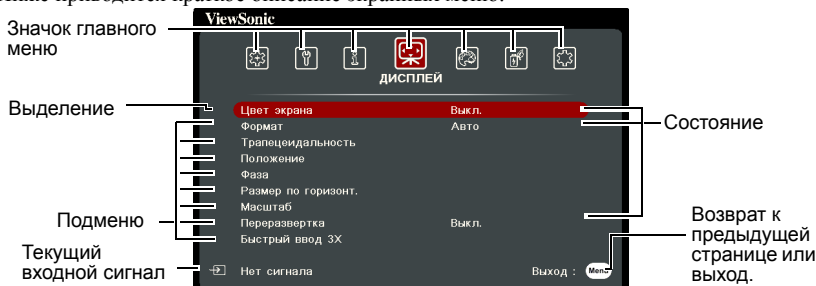 ViewSonic
Значок главного
меню
ДИСПЛЕЙ
Выделение
Цвет экрана Выкл.
Формат Авто
Трапецеидальность
Положение
Фаза
Размер по горизонт.
Масштаб
Переразвертка Выкл.
Быстрый ввод 3X
Состояние
Подменю
Текущий
входной сигнал
Нет сигнала
Выход : Menu
Возврат к
предыдущей
странице или
выход.